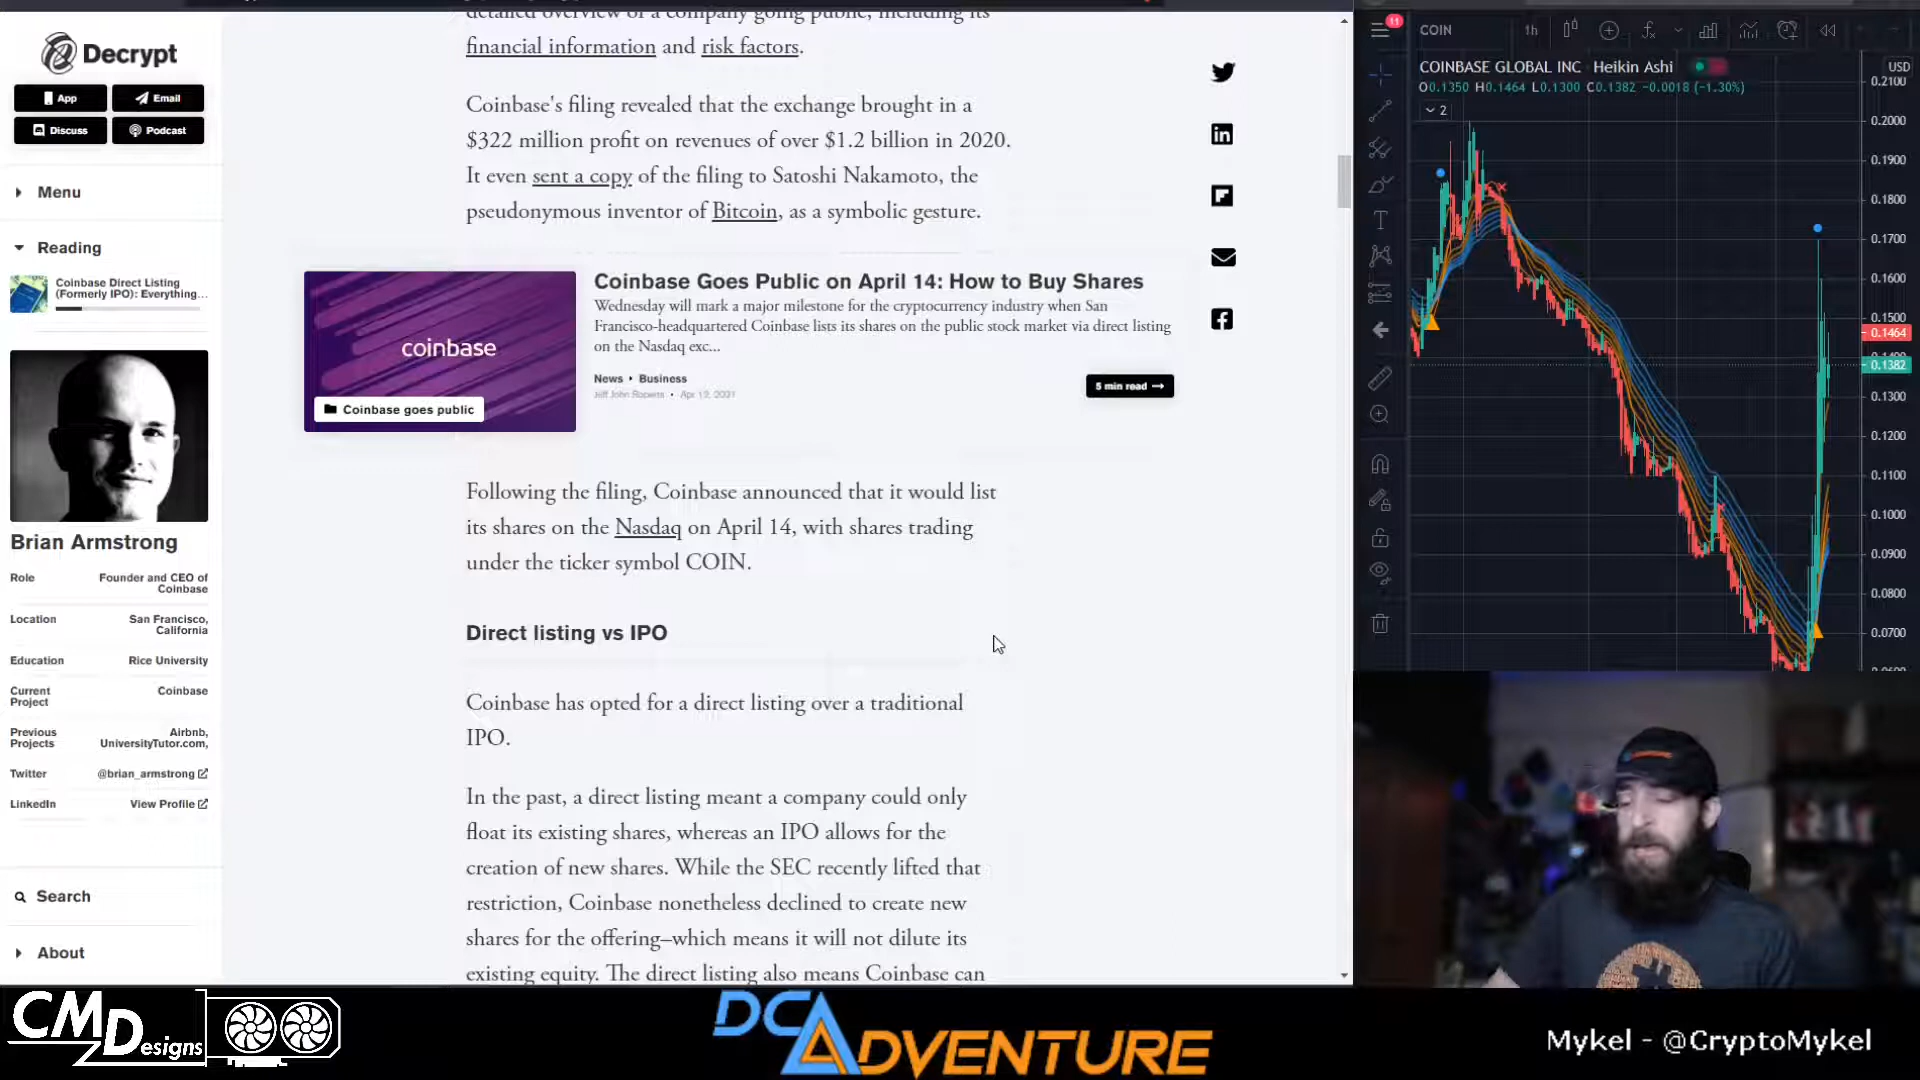 Decrypt
App
Email
Discuss
Podcast
Menu
Reading
Coinbase Direct Listing
(Formerly IPO): Everything...
Brian Armstrong
Role
Founder and CEO of
Coinbase
Location
San Francisco,
California
Education
Rice University
Current
Project
Coinbase
Previous
Projects
Airbnb,
UniversityTutor.com,
Twitter
@brian_armstrong
LinkedIn
View Profile
Search
About
detailed overview of a company going public, including its
financial information and risk factors.
Coinbase's filing revealed that the exchange brought in a
$322 million profit on revenues of over $1.2 billion in 2020.
It even sent a copy of the filing to Satoshi Nakamoto, the
pseudonymous inventor of Bitcoin, as a symbolic gesture.
coinbase
Coinbase goes public
Coinbase Goes Public on April 14: How to Buy Shares
Wednesday will mark a major milestone for the cryptocurrency industry when San
Francisco-headquartered Coinbase lists its shares on the public stock market via direct listing
on the Nasdaq exc...
News • Business
Jeff John Roberts • Apr 12, 2021
5 min read →
Following the filing, Coinbase announced that it would list
its shares on the Nasdaq on April 14, with shares trading
under the ticker symbol COIN.
Direct listing vs IPO
Coinbase has opted for a direct listing over a traditional
IPO.
In the past, a direct listing meant a company could only
float its existing shares, whereas an IPO allows for the
creation of new shares. While the SEC recently lifted that
restriction, Coinbase nonetheless declined to create new
shares for the offering–which means it will not dilute its
existing equity. The direct listing also means Coinbase can
11
COIN
1h
COINBASE GLOBAL INC
Heikin Ashi
USD
O0.1350 H0.1464 L0.1300 C0.1382 -0.0018 (-1.30%)
2
0.2100
0.2000
0.1900
0.1800
0.1700
0.1600
0.1500
0.1464
0.1382
0.1300
0.1200
0.1100
0.1000
0.0900
0.0800
0.0700
CMDesigns
DCAdventure
Mykel - @CryptoMykel